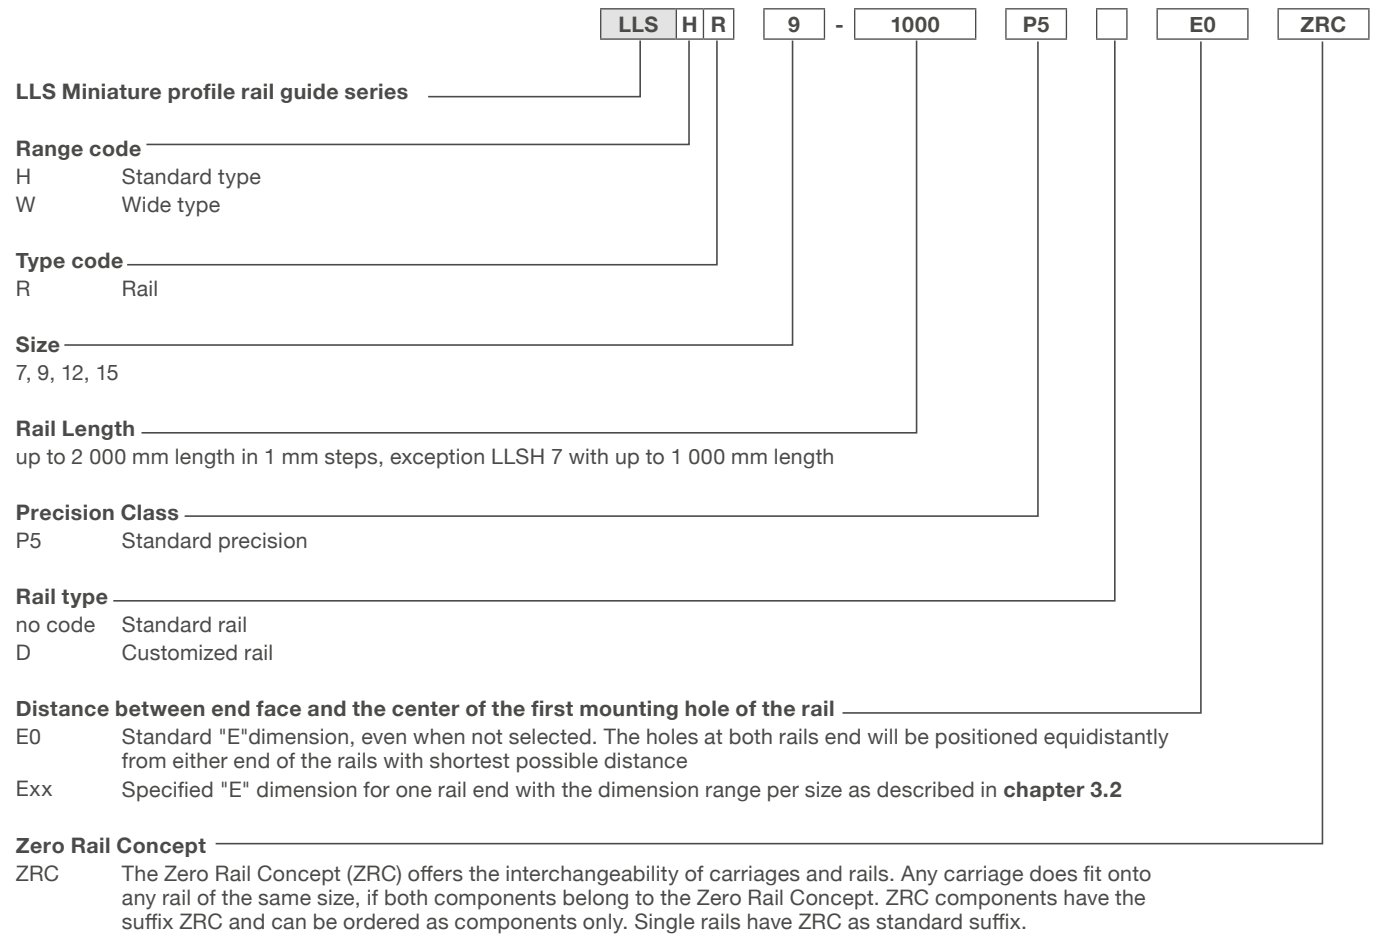 LLS H R 9 - 1000 P5 E0 ZRC
LLS Miniature profile rail guide series
Range code
H Standard type
W Wide type
Type code
R Rail
Size
7, 9, 12, 15
Rail Length
up to 2 000 mm length in 1 mm steps, exception LLSH 7 with up to 1 000 mm length
Precision Class
P5 Standard precision
Rail type
no code Standard rail
D Customized rail
Distance between end face and the center of the first mounting hole of the rail
E0 Standard "E"dimension, even when not selected. The holes at both rails end will be positioned equidistantly
from either end of the rails with shortest possible distance
Exx Specified "E" dimension for one rail end with the dimension range per size as described in chapter 3.2
Zero Rail Concept
ZRC The Zero Rail Concept (ZRC) offers the interchangeability of carriages and rails. Any carriage does fit onto
any rail of the same size, if both components belong to the Zero Rail Concept. ZRC components have the
suffix ZRC and can be ordered as components only. Single rails have ZRC as standard suffix.